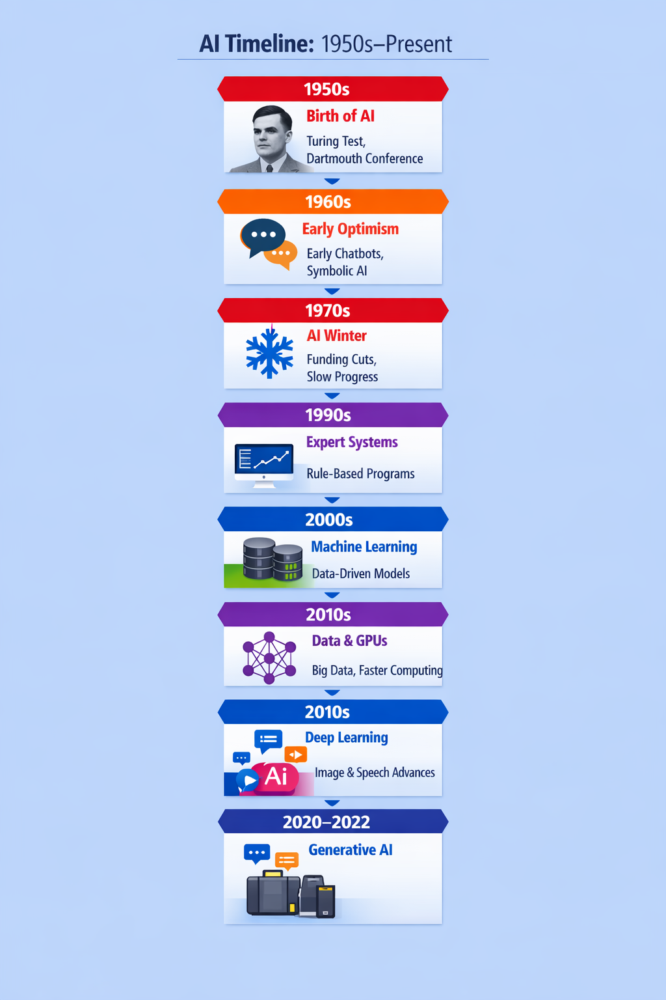 AI Timeline: 1950s–Present
1950s
Birth of AI
Turing Test,
Dartmouth Conference
1960s
Early Optimism
Early Chatbots,
Symbolic AI
1970s
AI Winter
Funding Cuts,
Slow Progress
1990s
Expert Systems
Rule-Based Programs
2000s
Machine Learning
Data-Driven Models
2010s
Data & GPUs
Big Data, Faster Computing
2010s
Deep Learning
Ai
Image & Speech Advances
2020–2022
Generative AI